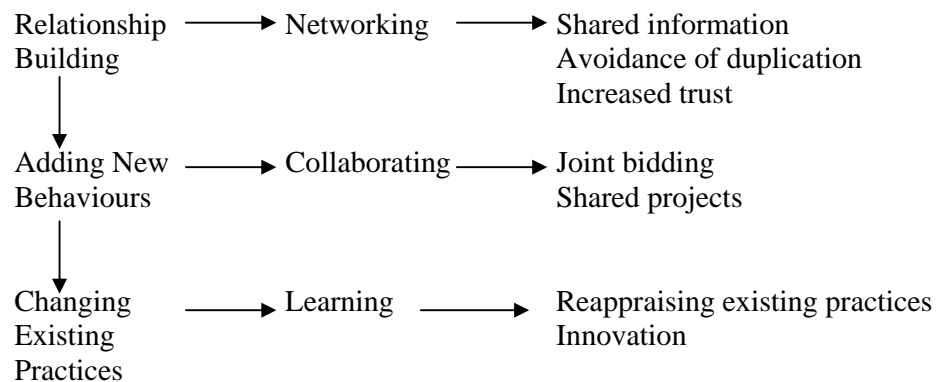 Relationship
Building
Networking
Shared information
Avoidance of duplication
Increased trust
Adding New
Behaviours
Collaborating
Joint bidding
Shared projects
Changing
Existing
Practices
Learning
Reappraising existing practices
Innovation